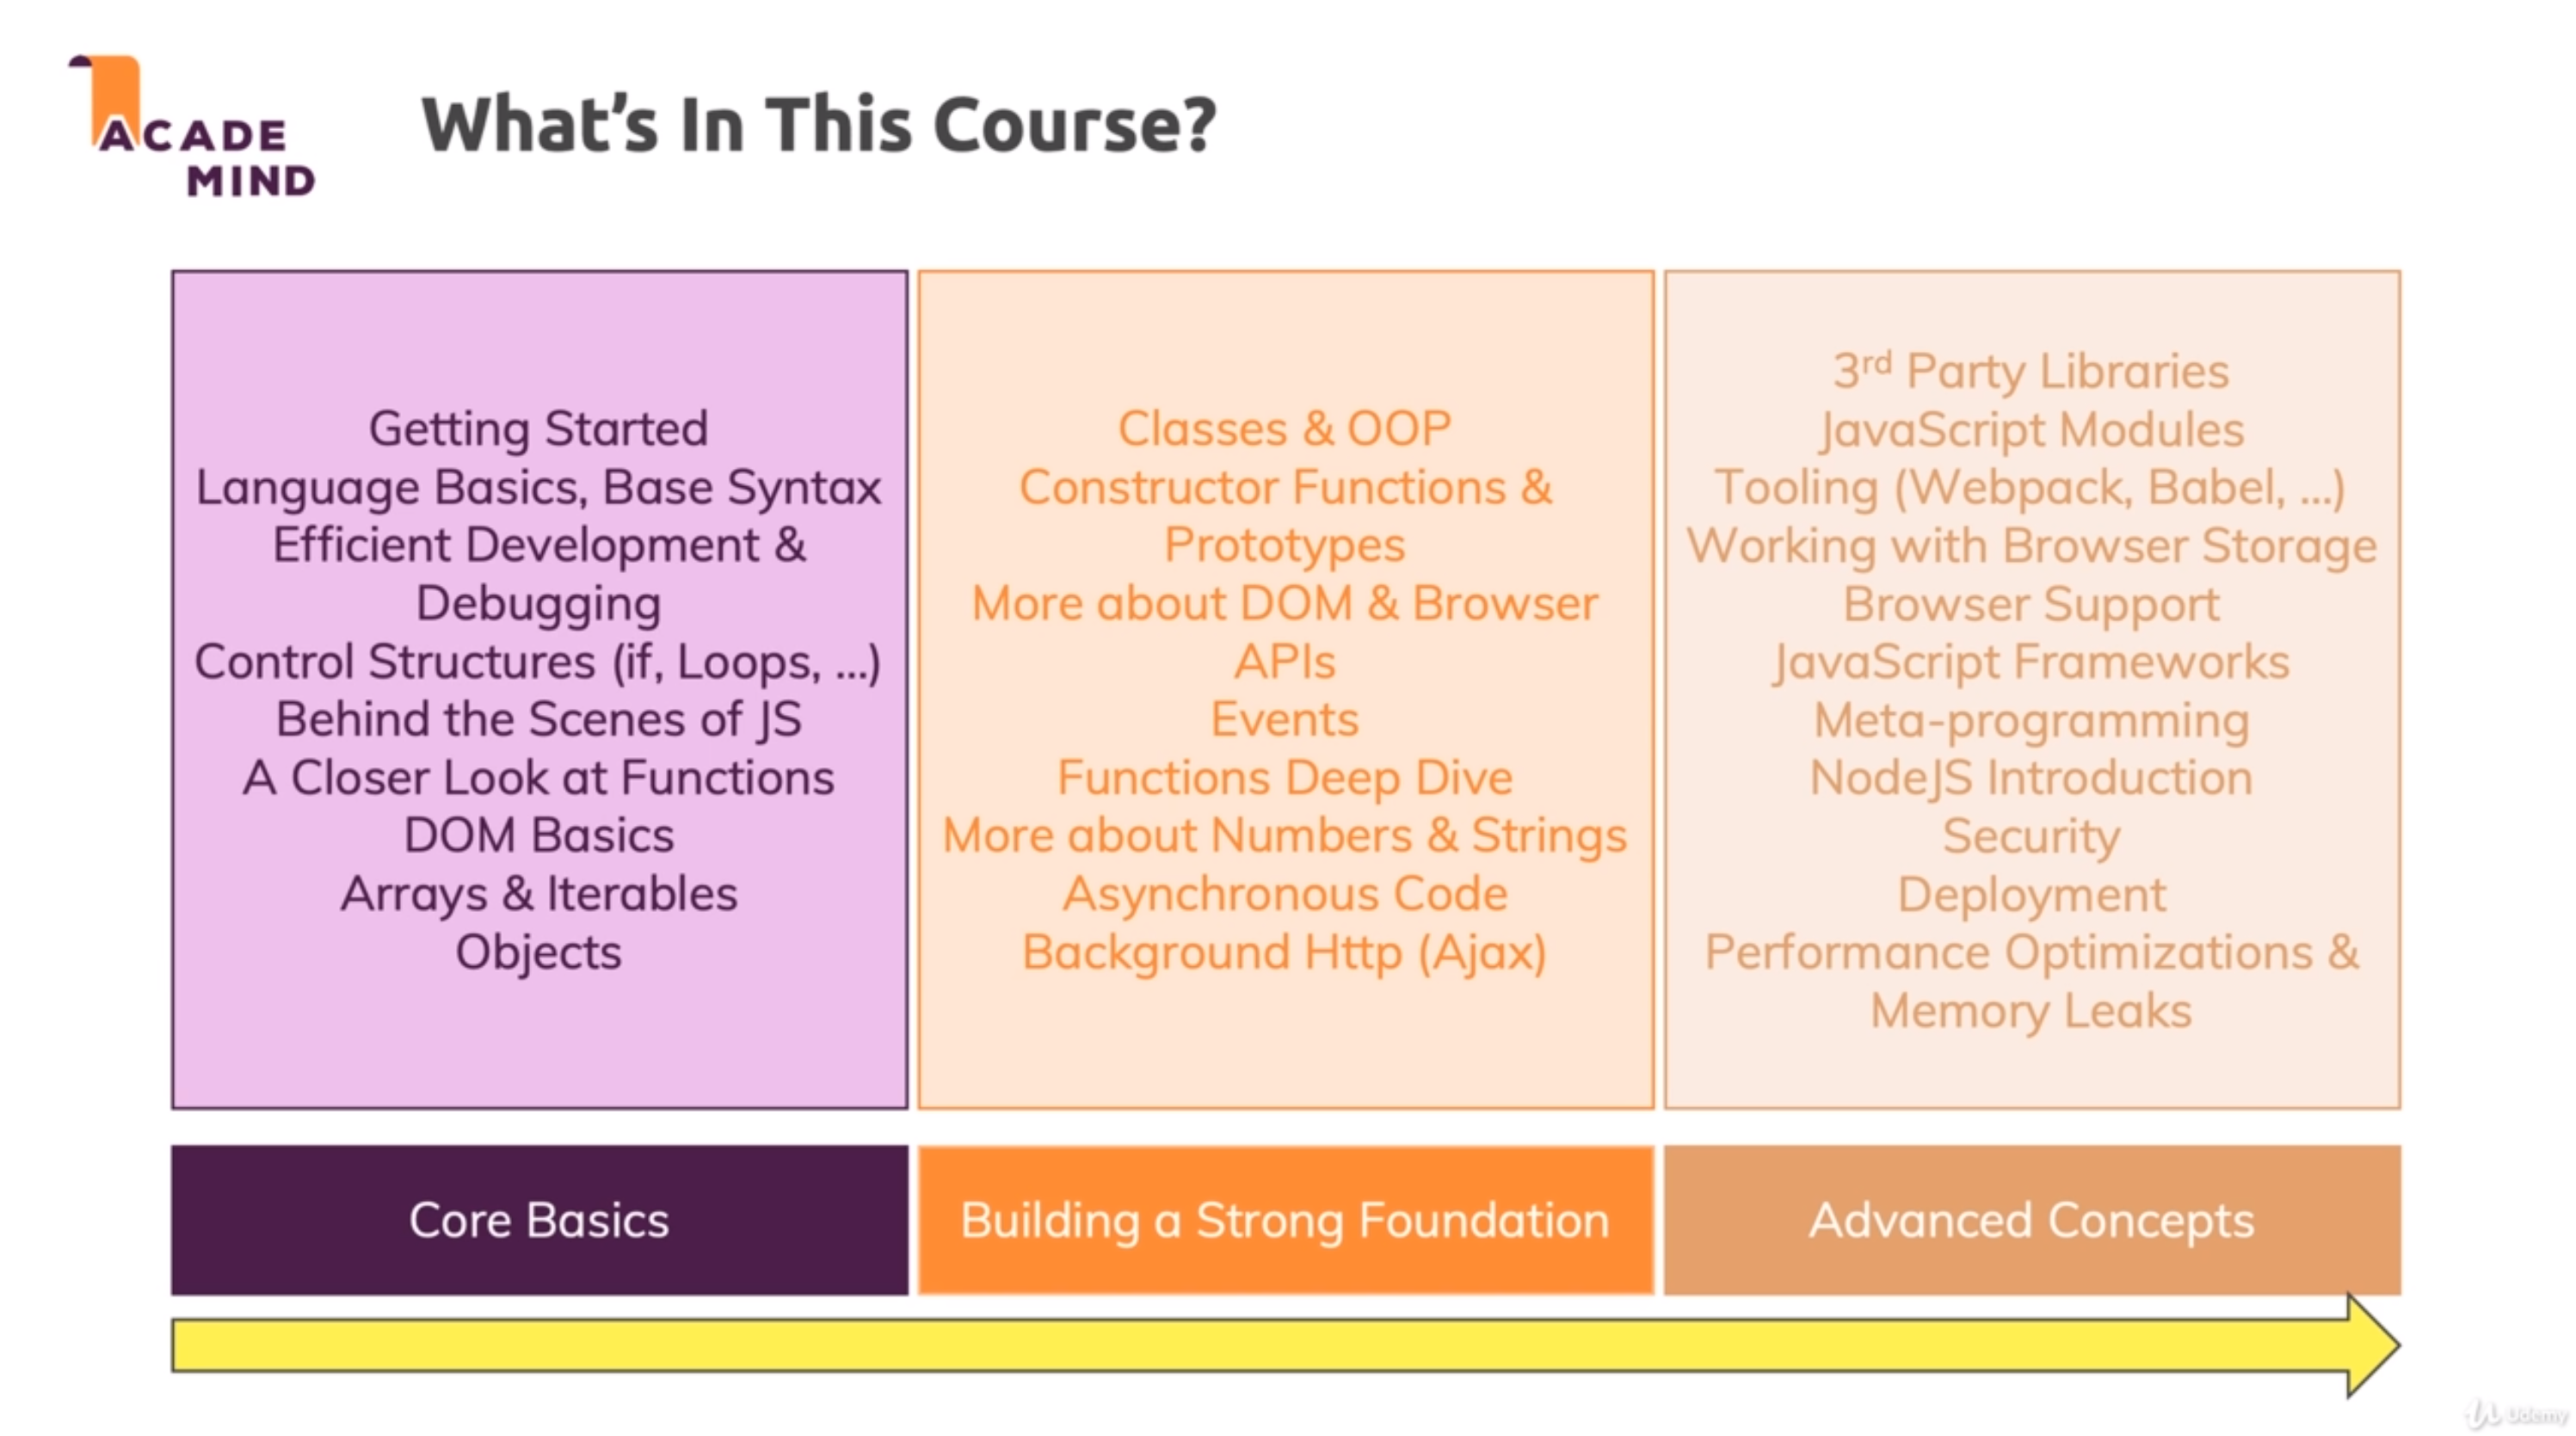 ACADE
MIND
What's In This Course?
Getting Started
Language Basics, Base Syntax
Efficient Development &
Debugging
Control Structures (if, Loops, ...)
Behind the Scenes of JS
A Closer Look at Functions
DOM Basics
Arrays & Iterables
Objects
Classes & OOP
Constructor Functions &
Prototypes
More about DOM & Browser
APIs
Events
Functions Deep Dive
More about Numbers & Strings
Asynchronous Code
Background Http (Ajax)
3rd Party Libraries
JavaScript Modules
Tooling (Webpack, Babel, ...)
Working with Browser Storage
Browser Support
JavaScript Frameworks
Meta-programming
NodeJS Introduction
Security
Deployment
Performance Optimizations &
Memory Leaks
Core Basics
Building a Strong Foundation
Advanced Concepts
Udemy